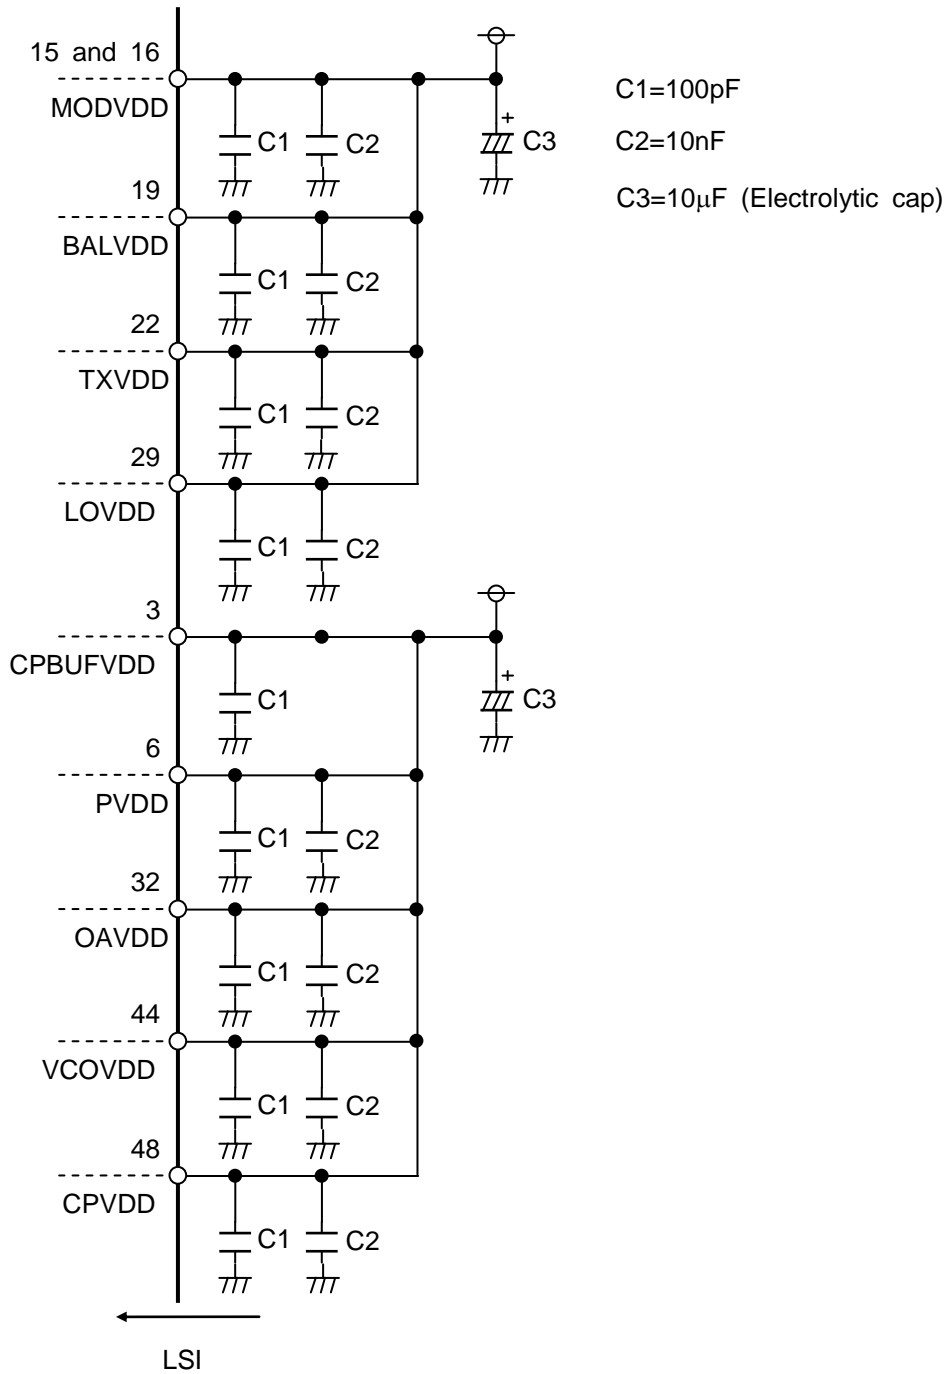 15 and 16
MODVDD
C1 C2
+
C3
C1=100pF
C2=10nF
C3=10μF (Electrolytic cap)
19
BALVDD
C1 C2
22
TXVDD
C1 C2
29
LOVDD
C1 C2
3
CPBUFVDD
C1
+
C3
6
PVDD
C1 C2
32
OAVDD
C1 C2
44
VCOVDD
C1 C2
48
CPVDD
C1 C2
LSI